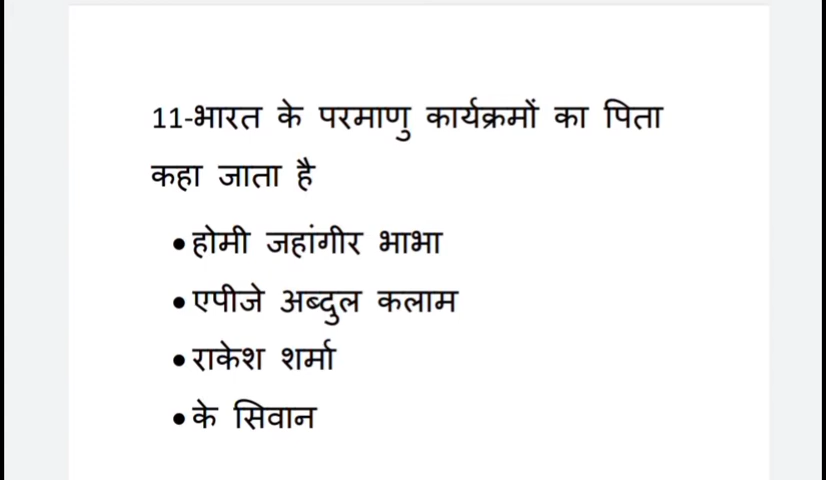 11-भारत के परमाणु कार्यक्रमों का पिता
कहा जाता है
•होमी जहांगीर भाभा
•एपीजे अब्दुल कलाम
•राकेश शर्मा
•के सिवान